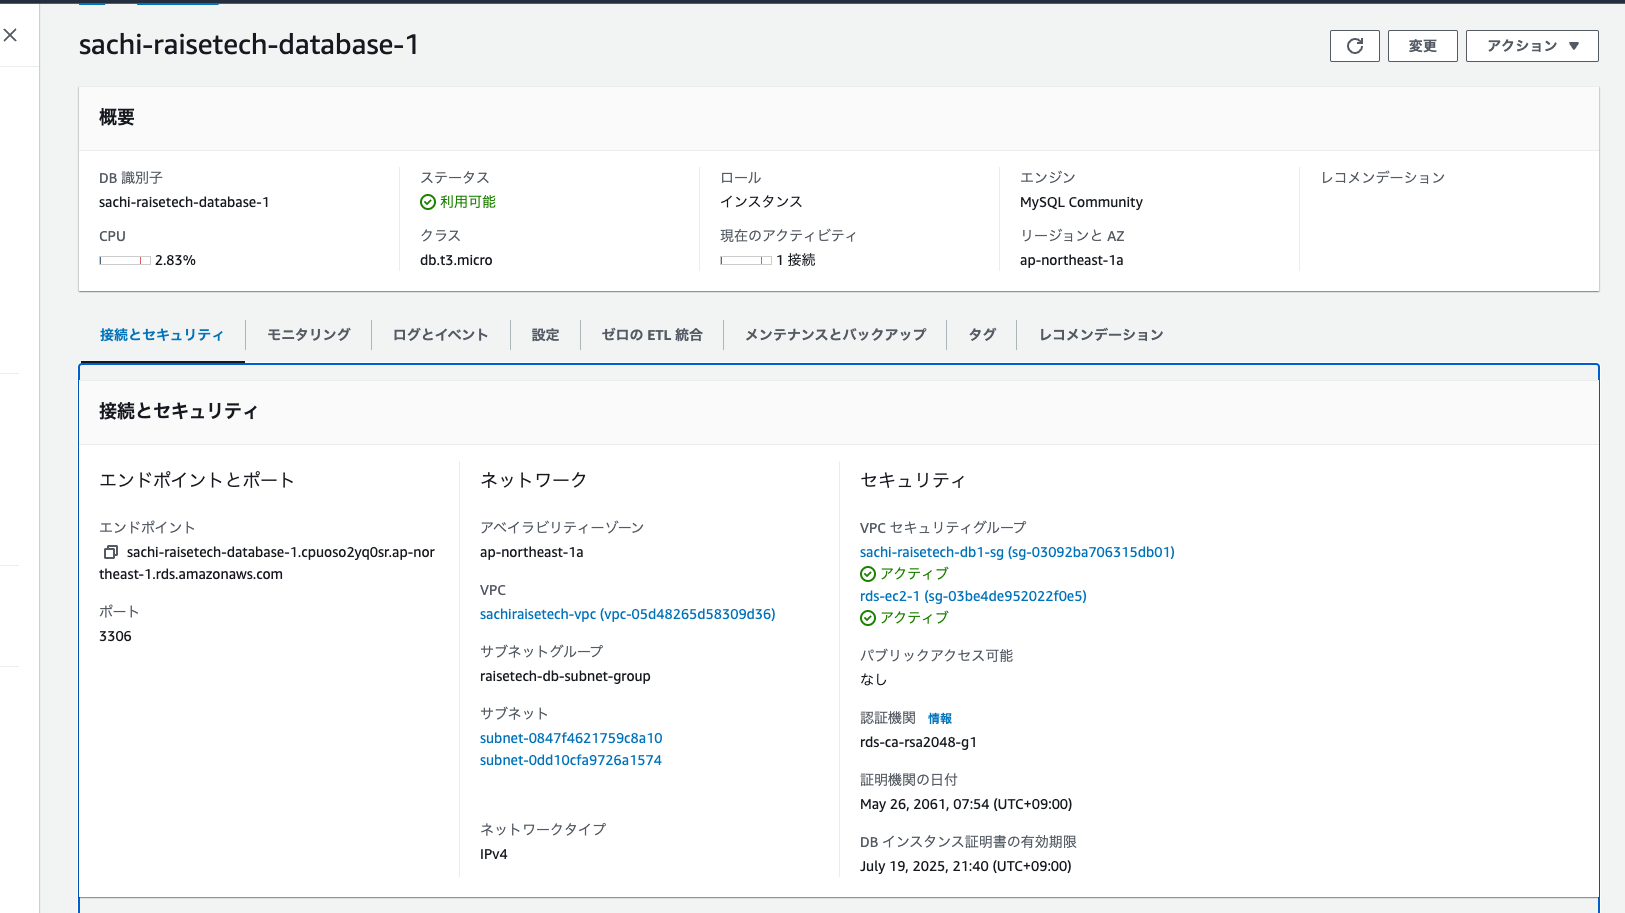 sachi-raisetech-database-1
変更
アクション
概要
DB 識別子
sachi-raisetech-database-1
CPU
2.83%
ステータス
利用可能
クラス
db.t3.micro
ロール
インスタンス
現在のアクティビティ
1 接続
エンジン
MySQL Community
リージョンと AZ
ap-northeast-1a
レコメンデーション
接続とセキュリティ
モニタリング
ログとイベント
設定
ゼロの ETL 統合
メンテナンスとバックアップ
タグ
レコメンデーション
接続とセキュリティ
エンドポイントとポート
エンドポイント
sachi-raisetech-database-1.cpuoso2yq0sr.ap-nor
theast-1.rds.amazonaws.com
ポート
3306
ネットワーク
アベイラビリティーゾーン
ap-northeast-1a
VPC
sachiraisetech-vpc (vpc-05d48265d58309d36)
サブネットグループ
raisetech-db-subnet-group
サブネット
subnet-0847f4621759c8a10
subnet-0dd10cfa9726a1574
ネットワークタイプ
IPv4
セキュリティ
VPC セキュリティグループ
sachi-raisetech-db1-sg (sg-03092ba706315db01)
アクティブ
rds-ec2-1 (sg-03be4de952022f0e5)
アクティブ
パブリックアクセス可能
なし
認証機関 情報
rds-ca-rsa2048-g1
証明機関の日付
May 26, 2061, 07:54 (UTC+09:00)
DB インスタンス証明書の有効期限
July 19, 2025, 21:40 (UTC+09:00)